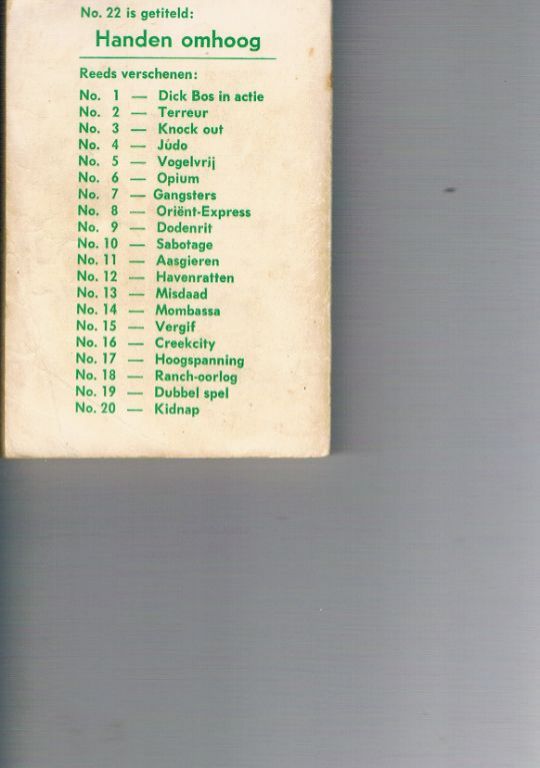 No. 22 is getiteld:
Handen omhoog
Reeds verschenen:
No. 1 — Dick Bos in actie
No. 2 — Terreur
No. 3 — Knock out
No. 4 — Júdo
No. 5 — Vogelvrij
No. 6 — Opium
No. 7 — Gangsters
No. 8 — Oriënt-Express
No. 9 — Dodenrit
No. 10 — Sabotage
No. 11 — Aasgieren
No. 12 — Havenratten
No. 13 — Misdaad
No. 14 — Mombassa
No. 15 — Vergif
No. 16 — Creekcity
No. 17 — Hoogspanning
No. 18 — Ranch-oorlog
No. 19 — Dubbel spel
No. 20 — Kidnap